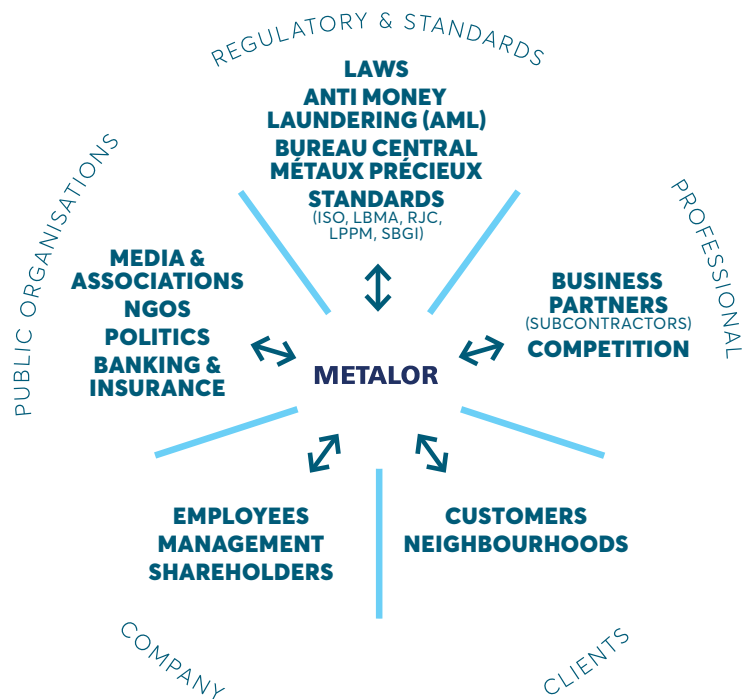 REGULATORY & STANDARDS
LAWS
ANTI MONEY
LAUNDERING (AML)
BUREAU CENTRAL
MÉTAUX PRÉCIEUX
STANDARDS
(ISO, LBMA, RJC,
LPPM, SBGI)
PUBLIC ORGANISATIONS
MEDIA &
ASSOCIATIONS
NGOS
POLITICS
BANKING &
INSURANCE
PROFESSIONAL
BUSINESS
PARTNERS
(SUBCONTRACTORS)
COMPETITION
METALOR
EMPLOYEES
MANAGEMENT
SHAREHOLDERS
COMPANY
CUSTOMERS
NEIGHBOURHOODS
CLIENTS